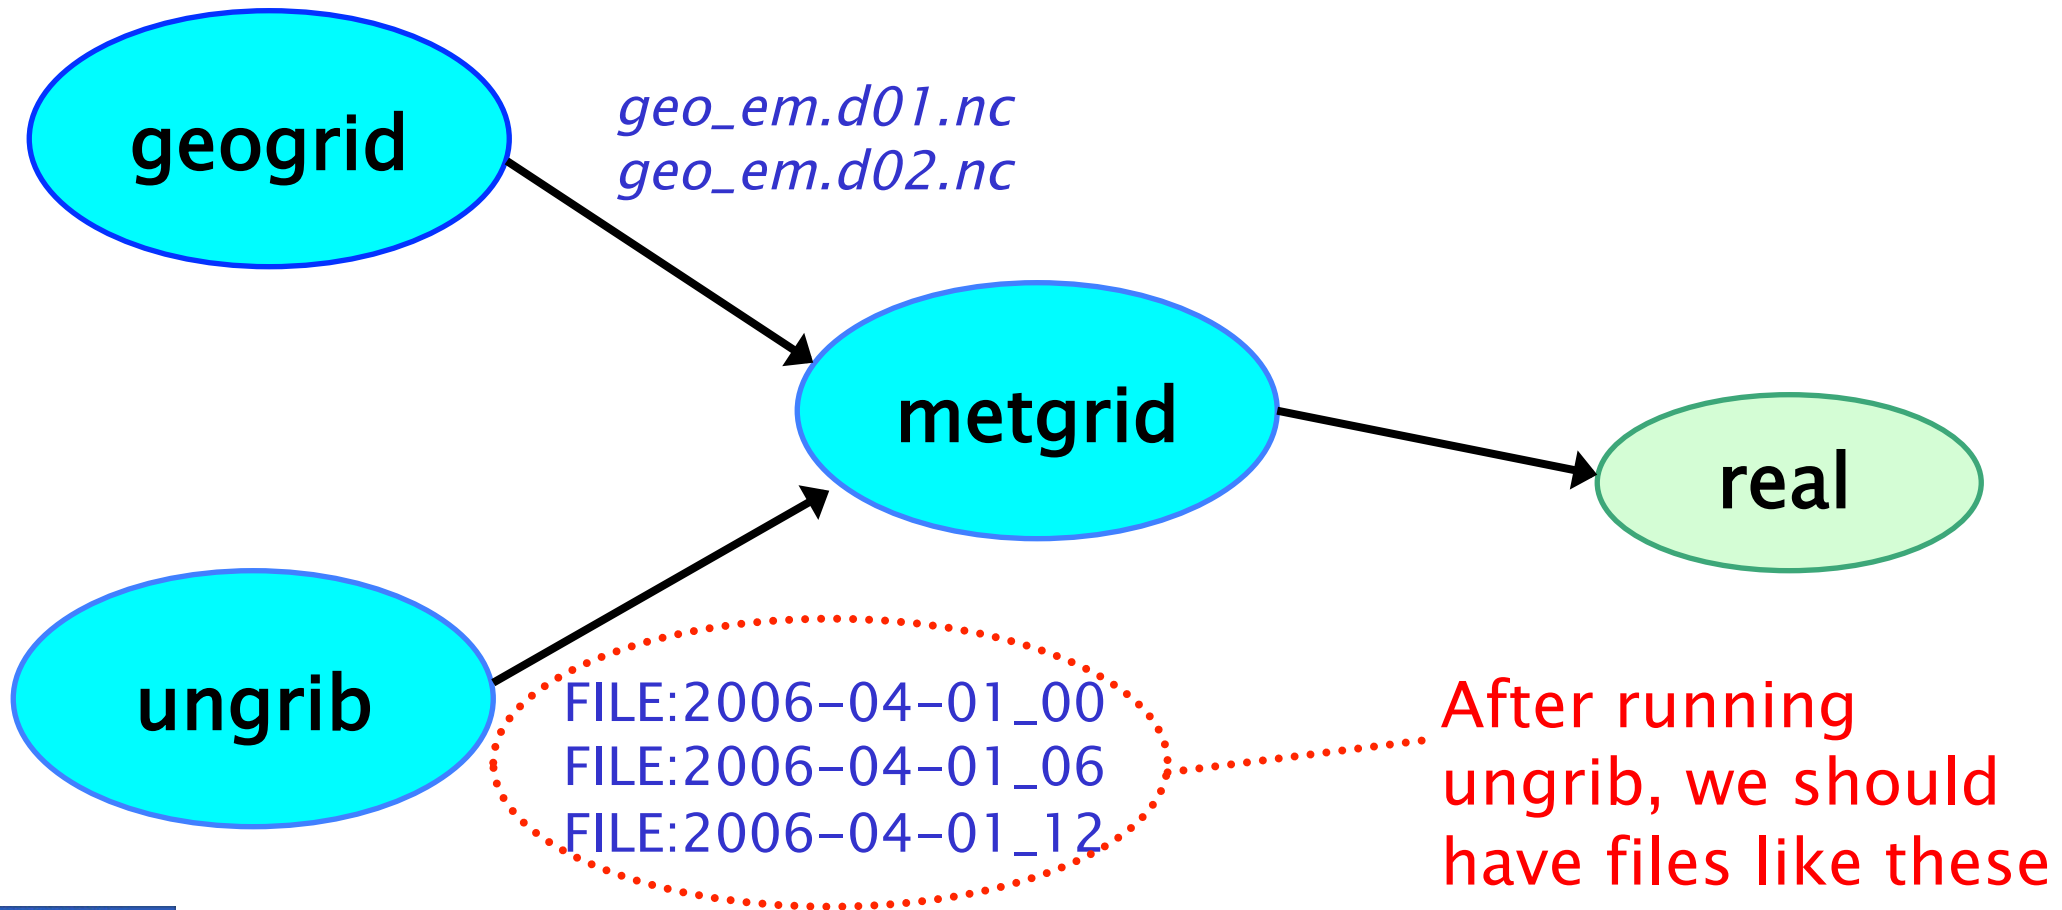 geogrid
geo_em.d01.nc
geo_em.d02.nc
metgrid
real
ungrib
FILE:2006-04-01_00
FILE:2006-04-01_06
FILE:2006-04-01_12
After running
ungrib, we should
have files like these